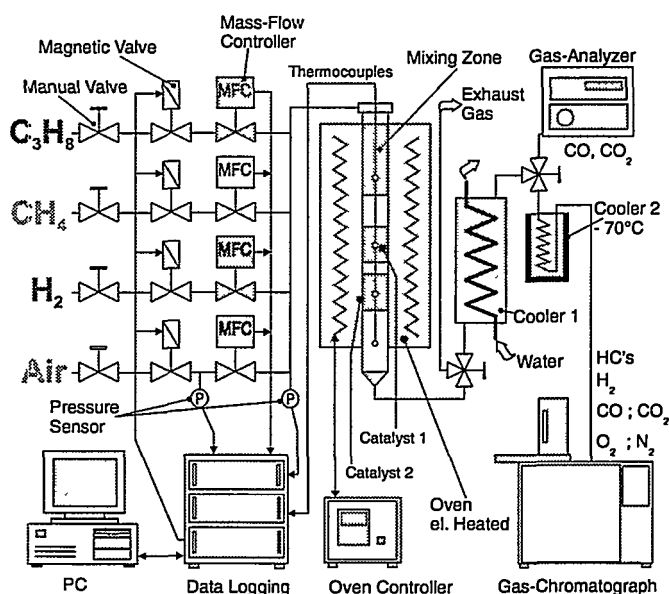 Mass-Flow
Controller
Magnetic Valve
Manual Valve
Thermocouples
Mixing Zone
Gas-Analyzer
Exhaust
Gas
C3H8
MFC
CO, CO2
CH4
MFC
Cooler 2
- 70°C
H2
MFC
Cooler 1
Air
MFC
Water
HC's
H2
CO ; CO2
O2 ; N2
P
P
Pressure
Sensor
Catalyst 1
Catalyst 2
Oven
el. Heated
PC
Data Logging
Oven Controller
Gas-Chromatograph